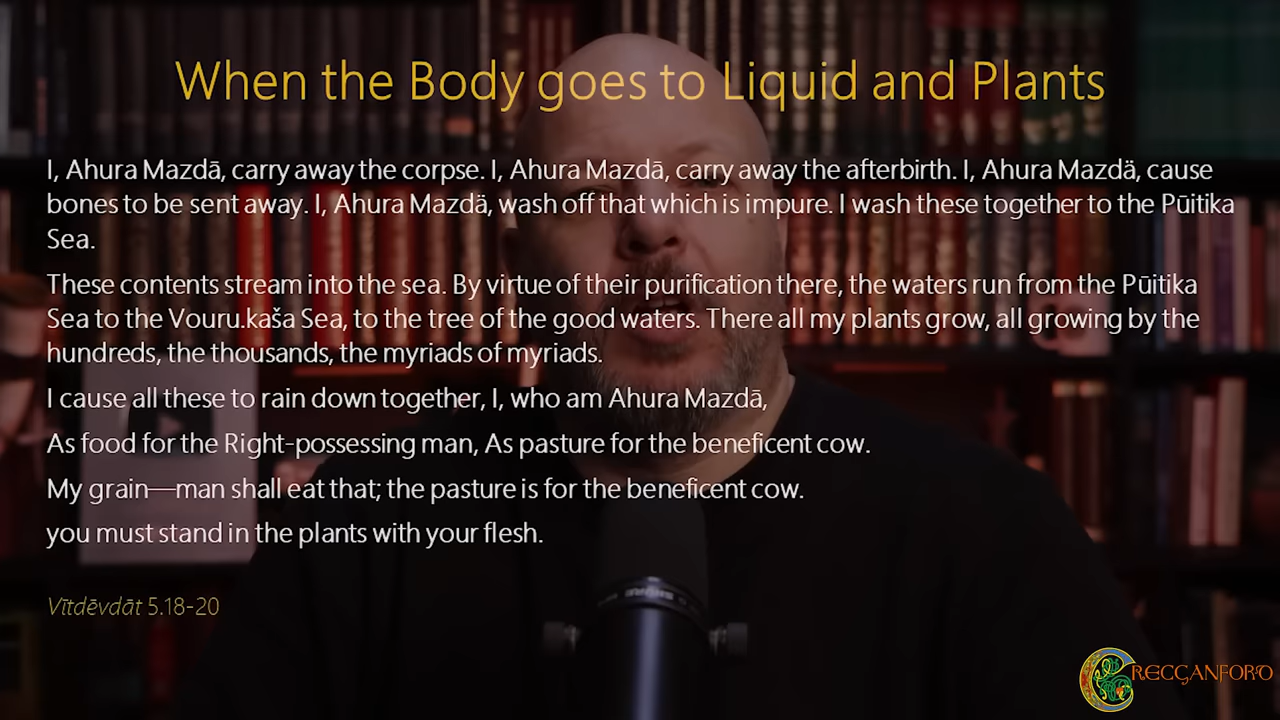 When the Body goes to Liquid and Plants
I, Ahura Mazdā, carry away the corpse. I, Ahura Mazdā, carry away the afterbirth. I, Ahura Mazdä, cause
bones to be sent away. I, Ahura Mazdä, wash off that which is impure. I wash these together to the Pūitika
Sea.
These contents stream into the sea. By virtue of their purification there, the waters run from the Pūitika
Sea to the Vouru.kaša Sea, to the tree of the good waters. There all my plants grow, all growing by the
hundreds, the thousands, the myriads of myriads.
I cause all these to rain down together, I, who am Ahura Mazdā,
As food for the Right-possessing man, As pasture for the beneficent cow.
My grain—man shall eat that; the pasture is for the beneficent cow.
you must stand in the plants with your flesh.
Vītdēvdāt 5.18-20
CRECGANFORD
SHURE